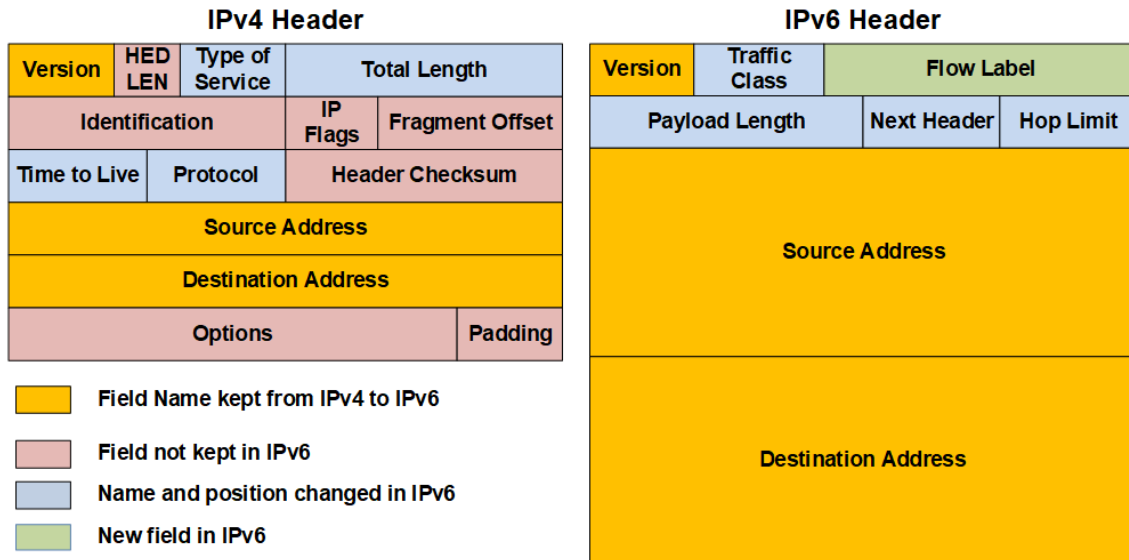 IPv4 Header
IPv6 Header
Version
HED
LEN
Type of
Service
Total Length
Identification
IP
Flags
Fragment Offset
Time to Live
Protocol
Header Checksum
Source Address
Destination Address
Options
Padding
Field Name kept from IPv4 to IPv6
Field not kept in IPv6
Name and position changed in IPv6
New field in IPv6
Version
Traffic
Class
Flow Label
Payload Length
Next Header
Hop Limit
Source Address
Destination Address